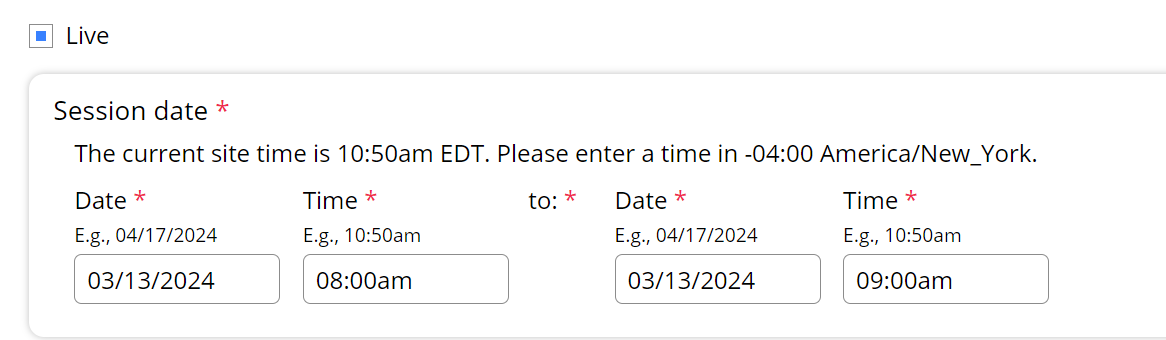 Live
Session date *
The current site time is 10:50am EDT. Please enter a time in -04:00 America/New_York.
Date * Time * to: * Date * Time *
E.g., 04/17/2024 E.g., 10:50am E.g., 04/17/2024 E.g., 10:50am
03/13/2024 08:00am 03/13/2024 09:00am